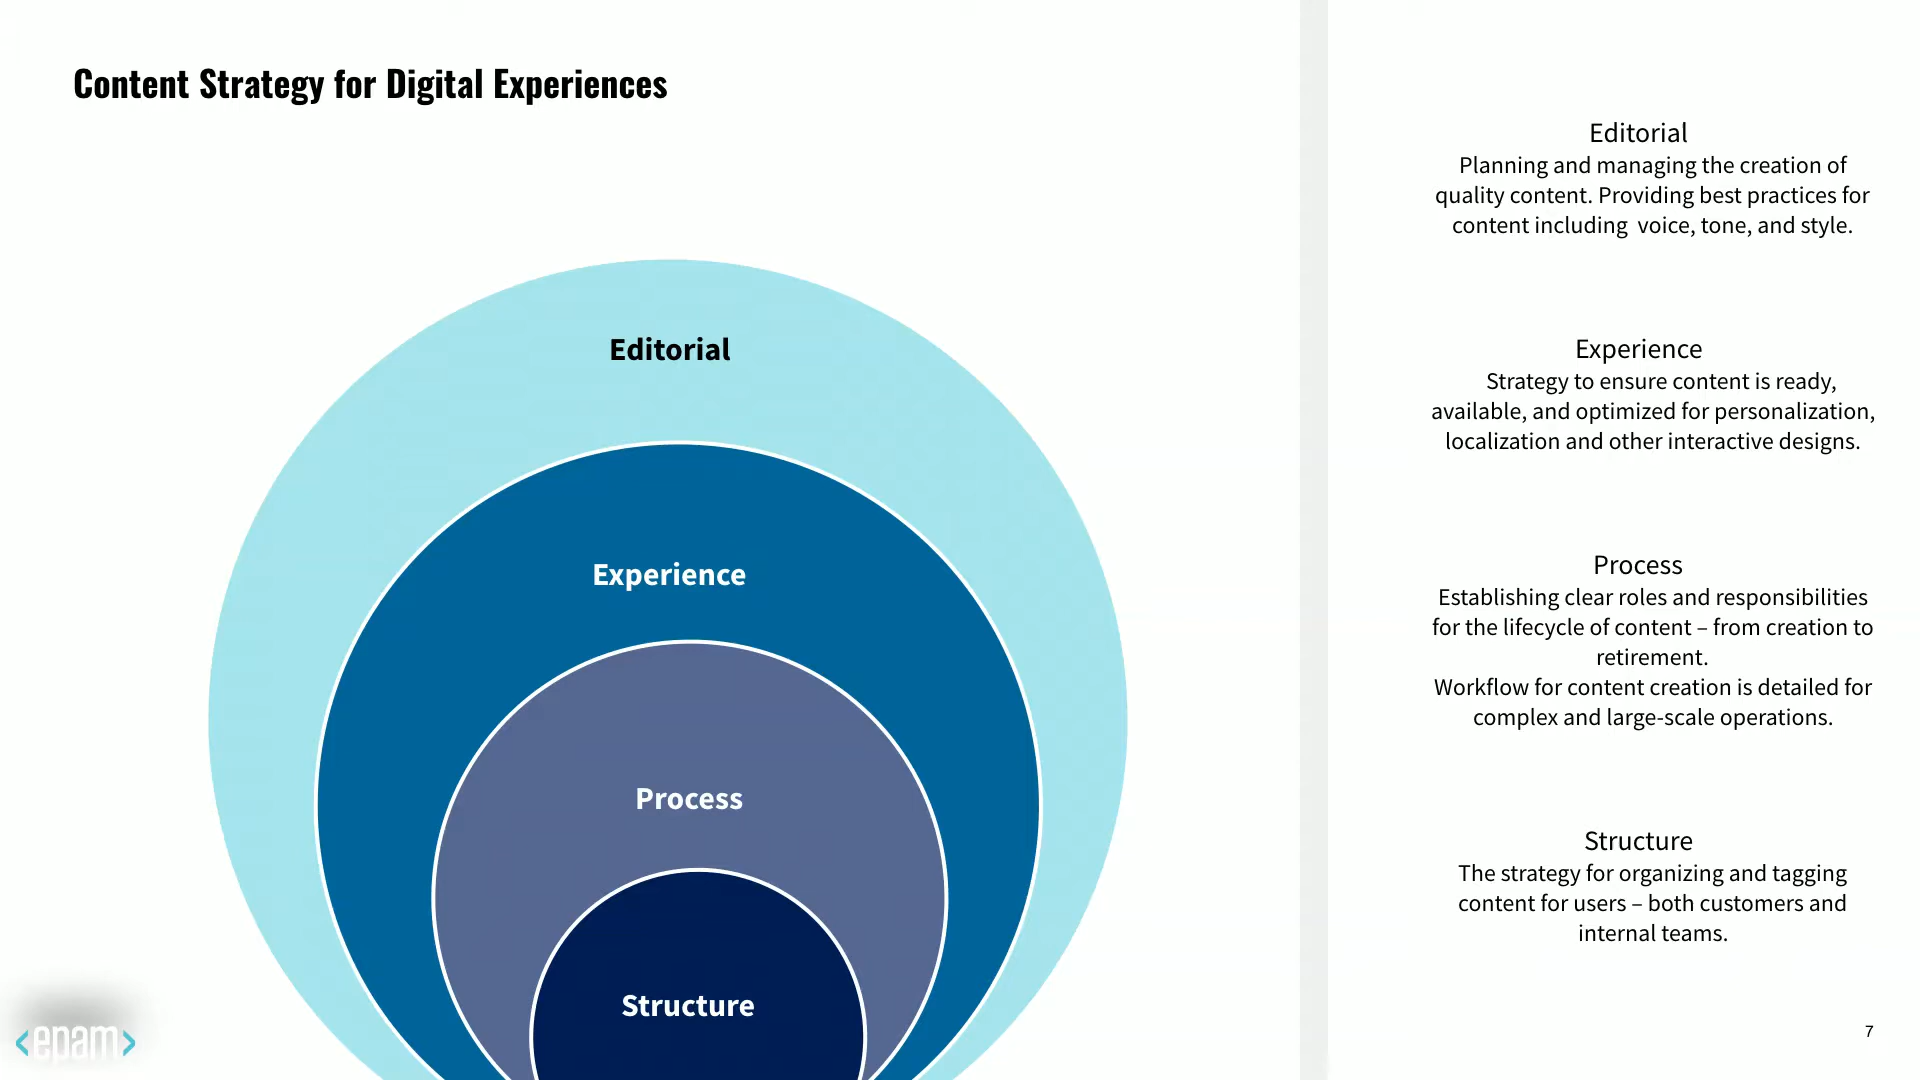 Content Strategy for Digital Experiences
Editorial
Experience
Process
Structure
Editorial
Planning and managing the creation of
quality content. Providing best practices for
content including  voice, tone, and style.
Experience
Strategy to ensure content is ready,
available, and optimized for personalization,
localization and other interactive designs.
Process
Establishing clear roles and responsibilities
for the lifecycle of content – from creation to
retirement.
Workflow for content creation is detailed for
complex and large-scale operations.
Structure
The strategy for organizing and tagging
content for users – both customers and
internal teams.
<epam>
7